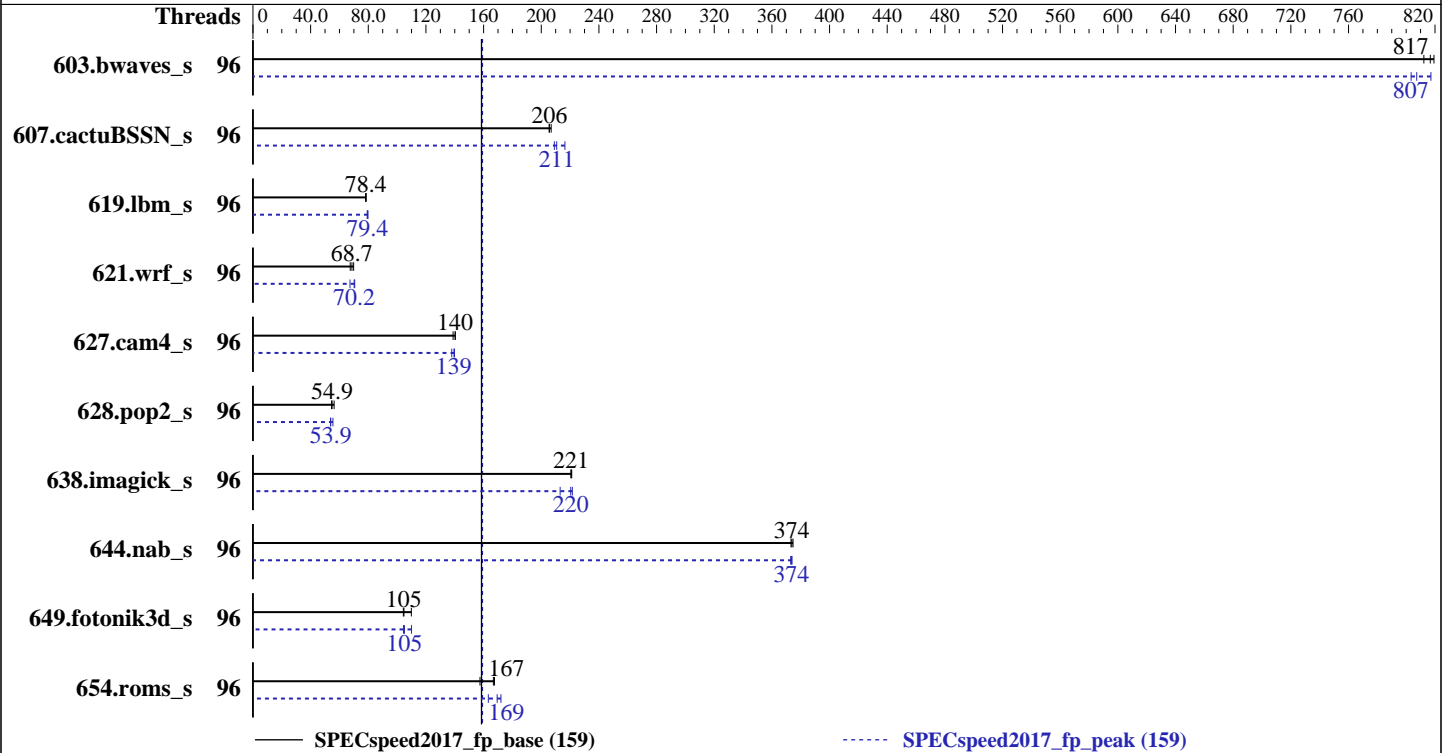 Threads 0 40.0 80.0 120 160 200 240 280 320 360 400 440 480 520 560 600 640 680 720 760 820
817
603.bwaves_s 96
807
206
607.cactuBSSN_s 96
211
78.4
619.lbm_s 96
79.4
68.7
621.wrf_s 96
70.2
140
627.cam4_s 96
139
54.9
628.pop2_s 96
53.9
221
638.imagick_s 96
220
374
644.nab_s 96
374
105
649.fotonik3d_s 96
105
167
654.roms_s 96
169
SPECspeed2017_fp_base (159) SPECspeed2017_fp_peak (159)